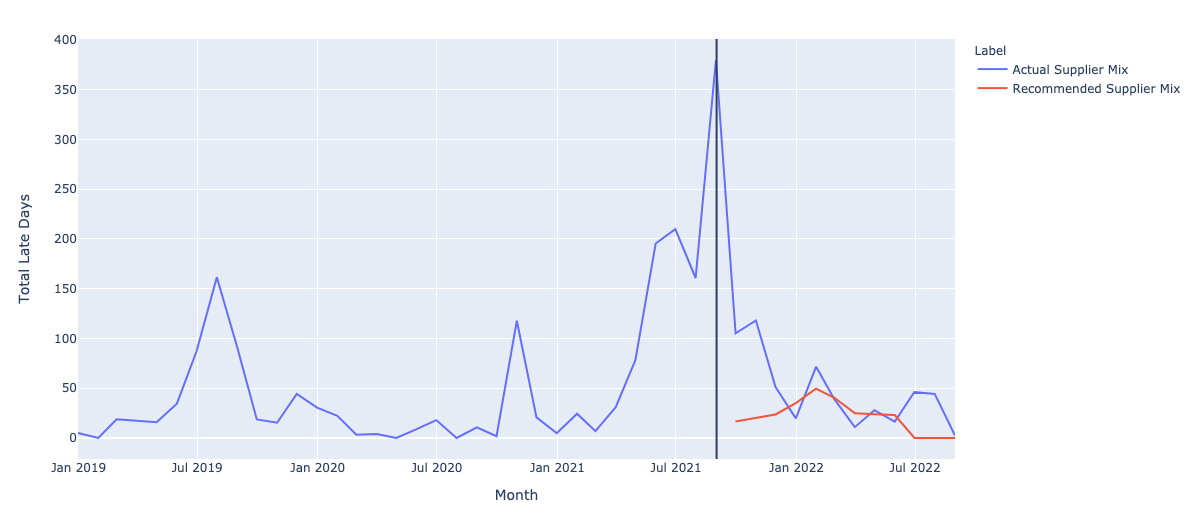 Label
Actual Supplier Mix
Recommended Supplier Mix
Total Late Days
400
350
300
250
200
150
100
50
0
Jan 2019 Jul 2019 Jan 2020 Jul 2020 Jan 2021 Jul 2021 Jan 2022 Jul 2022
Month